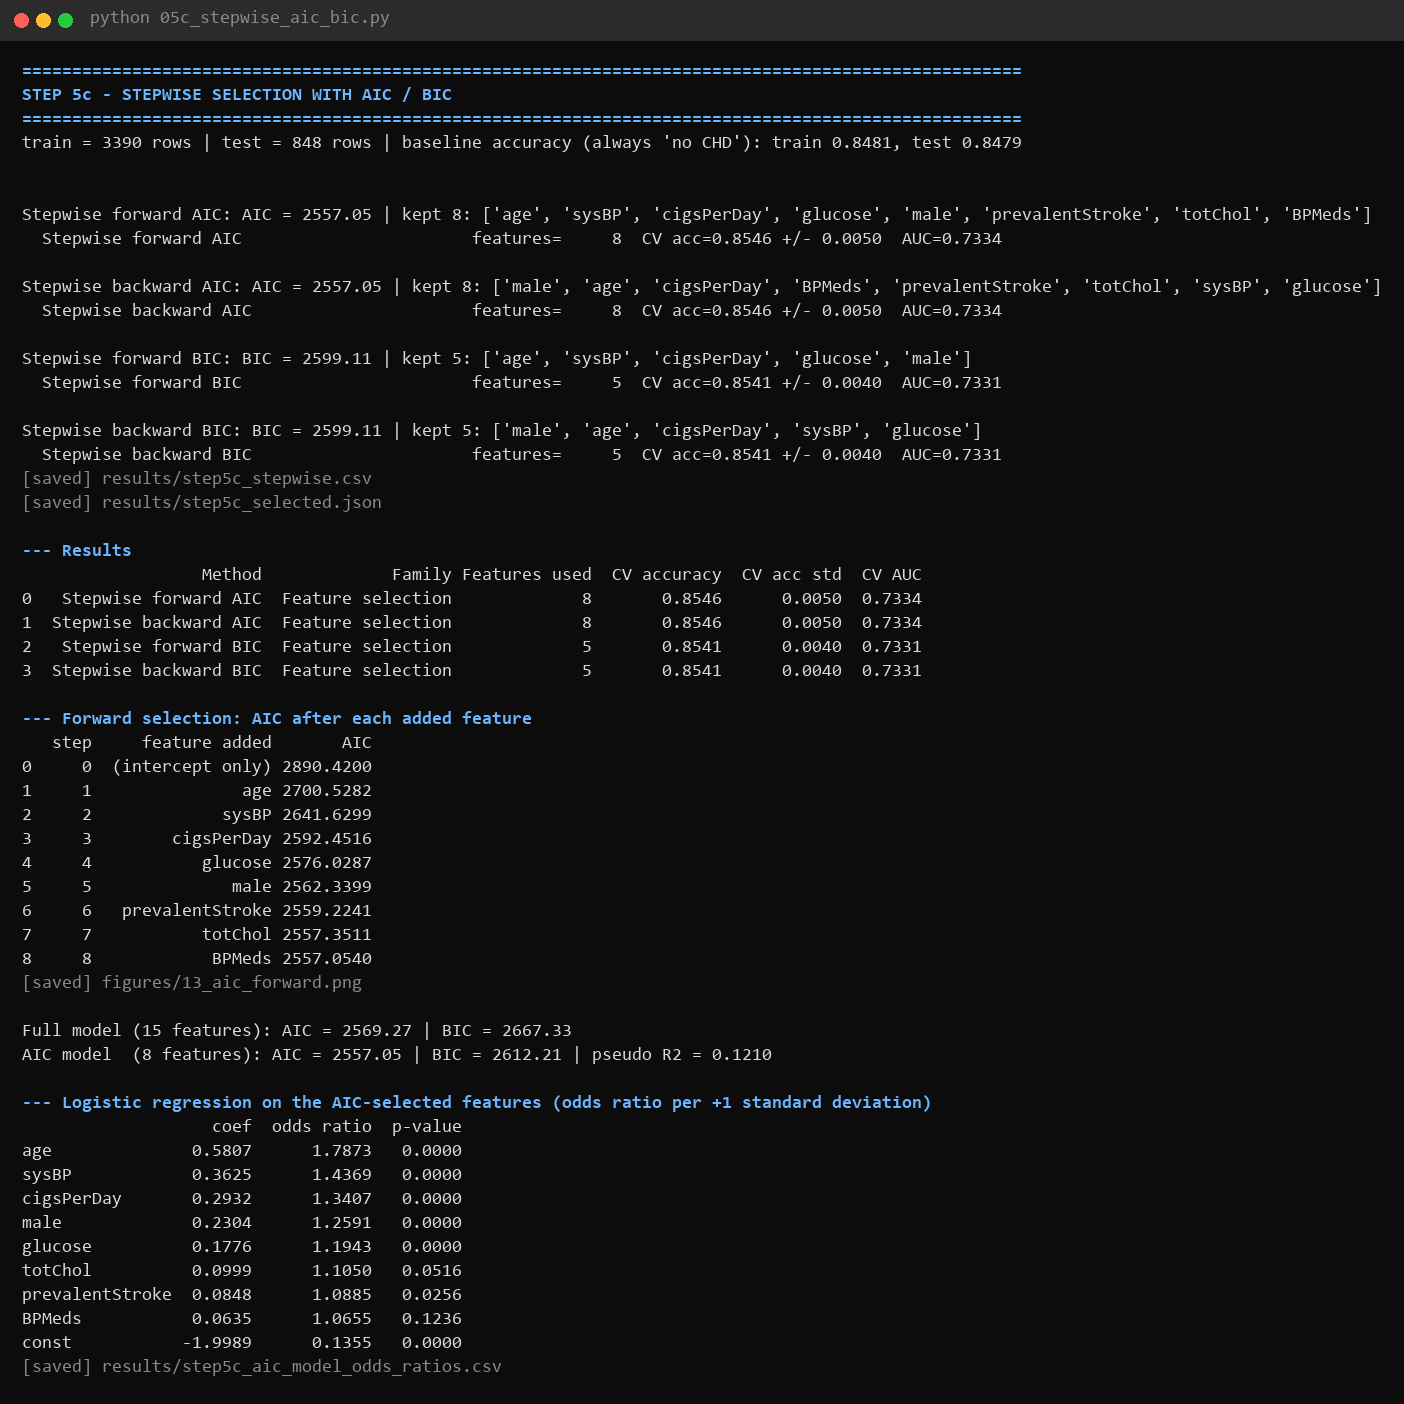 python 05c_stepwise_aic_bic.py
====================================================================================================
STEP 5c - STEPWISE SELECTION WITH AIC / BIC
====================================================================================================
train = 3390 rows | test = 848 rows | baseline accuracy (always 'no CHD'): train 0.8481, test 0.8479
Stepwise forward AIC: AIC = 2557.05 | kept 8: ['age', 'sysBP', 'cigsPerDay', 'glucose', 'male', 'prevalentStroke', 'totChol', 'BPMeds']
  Stepwise forward AIC                       features=     8  CV acc=0.8546 +/- 0.0050  AUC=0.7334
Stepwise backward AIC: AIC = 2557.05 | kept 8: ['male', 'age', 'cigsPerDay', 'BPMeds', 'prevalentStroke', 'totChol', 'sysBP', 'glucose']
  Stepwise backward AIC                      features=     8  CV acc=0.8546 +/- 0.0050  AUC=0.7334
Stepwise forward BIC: BIC = 2599.11 | kept 5: ['age', 'sysBP', 'cigsPerDay', 'glucose', 'male']
  Stepwise forward BIC                       features=     5  CV acc=0.8541 +/- 0.0040  AUC=0.7331
Stepwise backward BIC: BIC = 2599.11 | kept 5: ['male', 'age', 'cigsPerDay', 'sysBP', 'glucose']
  Stepwise backward BIC                      features=     5  CV acc=0.8541 +/- 0.0040  AUC=0.7331
[saved] results/step5c_stepwise.csv
[saved] results/step5c_selected.json
--- Results
                  Method             Family Features used  CV accuracy  CV acc std  CV AUC
0   Stepwise forward AIC  Feature selection             8       0.8546      0.0050  0.7334
1  Stepwise backward AIC  Feature selection             8       0.8546      0.0050  0.7334
2   Stepwise forward BIC  Feature selection             5       0.8541      0.0040  0.7331
3  Stepwise backward BIC  Feature selection             5       0.8541      0.0040  0.7331
--- Forward selection: AIC after each added feature
   step     feature added       AIC
0     0  (intercept only) 2890.4200
1     1               age 2700.5282
2     2             sysBP 2641.6299
3     3        cigsPerDay 2592.4516
4     4           glucose 2576.0287
5     5              male 2562.3399
6     6   prevalentStroke 2559.2241
7     7           totChol 2557.3511
8     8            BPMeds 2557.0540
[saved] figures/13_aic_forward.png
Full model (15 features): AIC = 2569.27 | BIC = 2667.33
AIC model  (8 features): AIC = 2557.05 | BIC = 2612.21 | pseudo R2 = 0.1210
--- Logistic regression on the AIC-selected features (odds ratio per +1 standard deviation)
                   coef  odds ratio  p-value
age              0.5807      1.7873   0.0000
sysBP            0.3625      1.4369   0.0000
cigsPerDay       0.2932      1.3407   0.0000
male             0.2304      1.2591   0.0000
glucose          0.1776      1.1943   0.0000
totChol          0.0999      1.1050   0.0516
prevalentStroke  0.0848      1.0885   0.0256
BPMeds           0.0635      1.0655   0.1236
const           -1.9989      0.1355   0.0000
[saved] results/step5c_aic_model_odds_ratios.csv